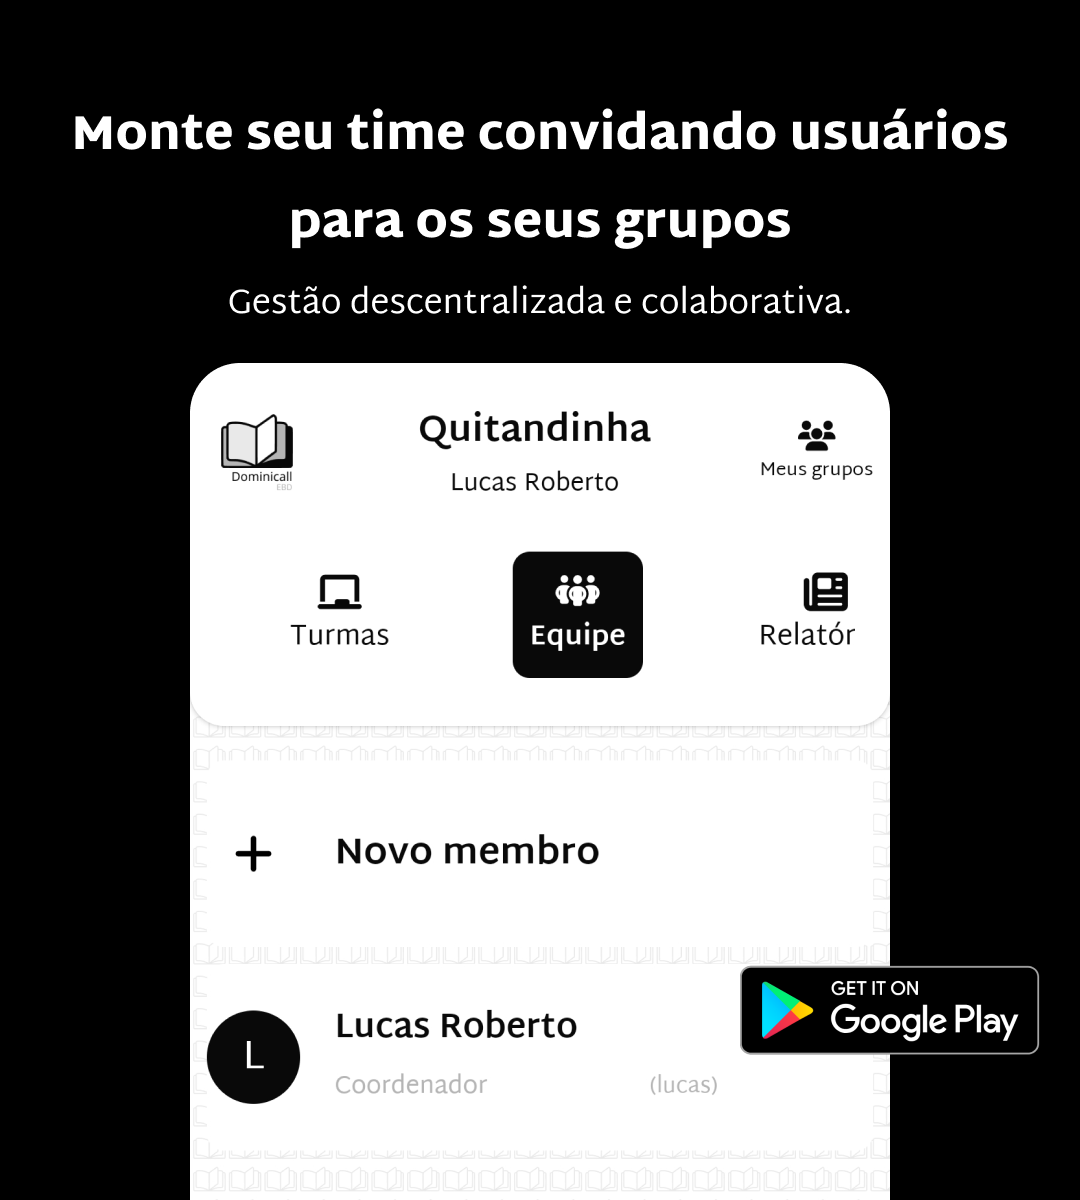 Monte seu time convidando usuários
para os seus grupos
Gestão descentralizada e colaborativa.
Dominicall
EBD
Quitandinha
Lucas Roberto
Meus grupos
Turmas
Equipe
Relatór
Novo membro
L
Lucas Roberto
Coordenador
(lucas)
GET IT ON
Google Play